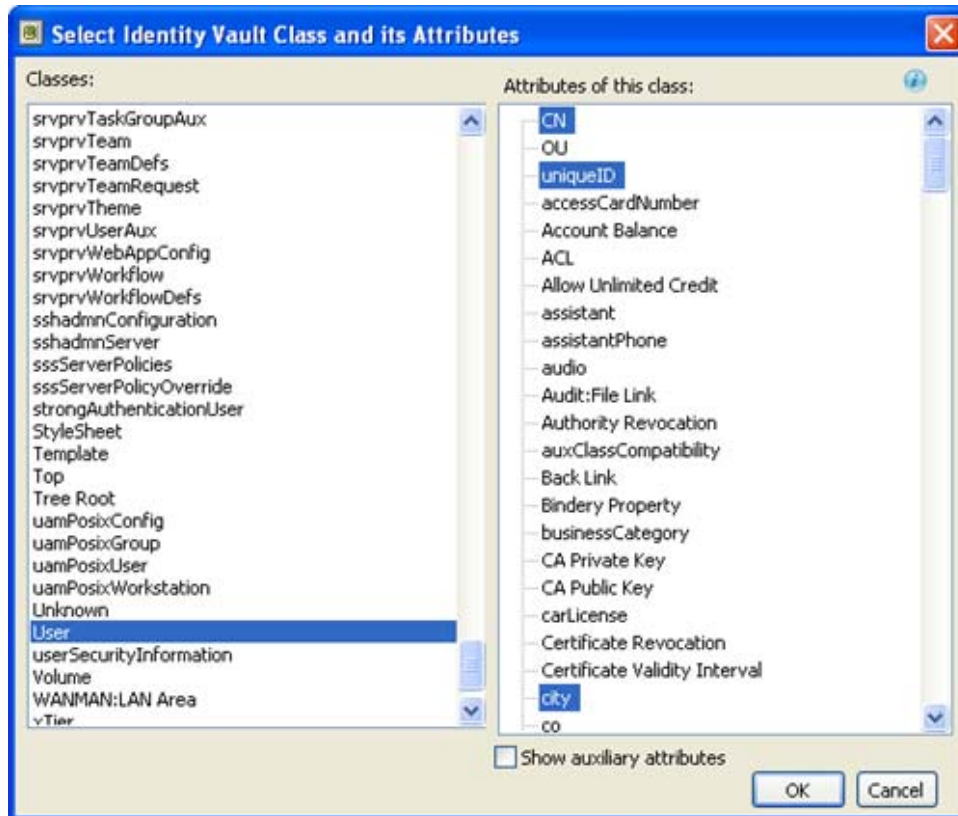 Select Identity Vault Class and its Attributes
Classes:
srvprvTaskGroupAux
srvprvTeam
srvprvTeamDefs
srvprvTeamRequest
srvprvTheme
srvprvUserAux
srvprvWebAppConfig
srvprvWorkflow
srvprvWorkflowDefs
sshadmnConfiguration
sshadmnServer
sssServerPolicies
sssServerPolicyOverride
strongAuthenticationUser
StyleSheet
Template
Top
Tree Root
uamPosixConfig
uamPosixGroup
uamPosixUser
uamPosixWorkstation
Unknown
User
userSecurityInformation
Volume
WANMAN:LAN Area
xTier
Attributes of this class:
CN
OU
uniqueID
accessCardNumber
Account Balance
ACL
Allow Unlimited Credit
assistant
assistantPhone
audio
Audit:File Link
Authority Revocation
auxClassCompatibility
Back Link
Bindery Property
businessCategory
CA Private Key
CA Public Key
carLicense
Certificate Revocation
Certificate Validity Interval
city
co
Show auxiliary attributes
OK
Cancel